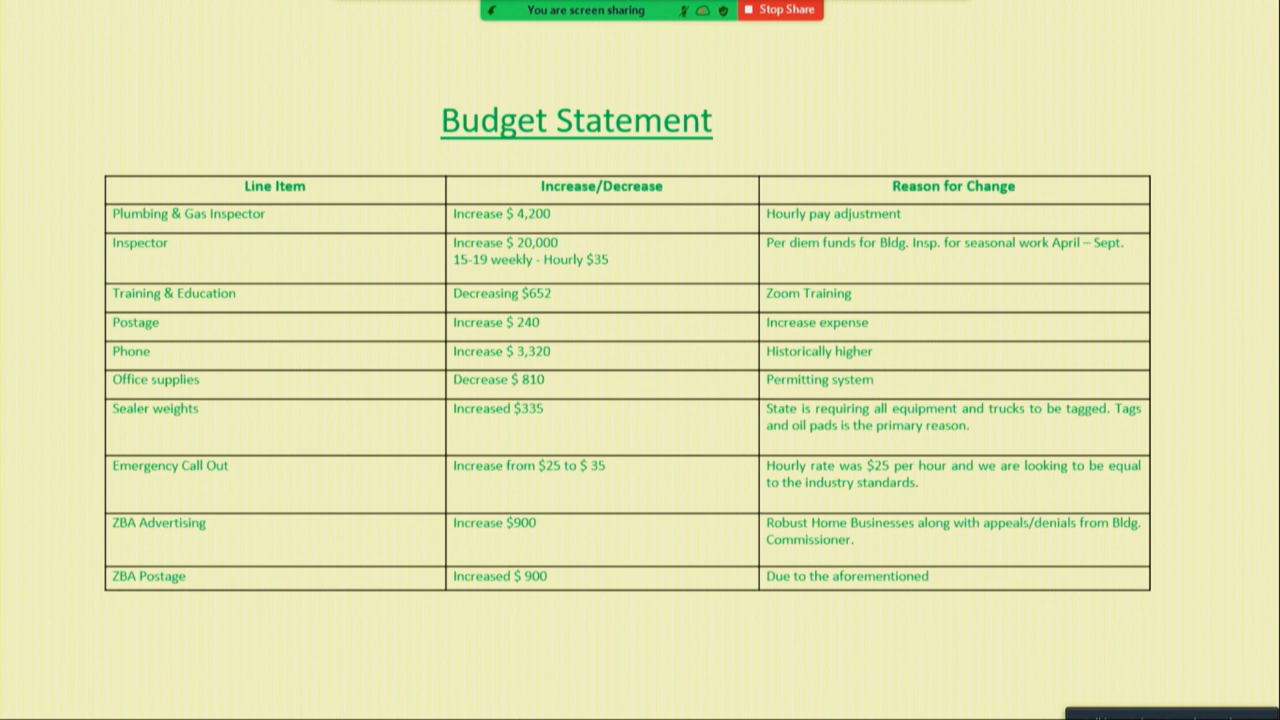 You are screen sharing Stop Share
Budget Statement
Line Item Increase/Decrease Reason for Change
Plumbing & Gas Inspector Increase $ 4,200 Hourly pay adjustment
Inspector Increase $ 20,000 Per diem funds for Bldg. Insp. for seasonal work April – Sept.
15-19 weekly - Hourly $35
Training & Education Decreasing $652 Zoom Training
Postage Increase $ 240 Increase expense
Phone Increase $ 3,320 Historically higher
Office supplies Decrease $ 810 Permitting system
Sealer weights Increased $335 State is requiring all equipment and trucks to be tagged. Tags
and oil pads is the primary reason.
Emergency Call Out Increase from $25 to $ 35 Hourly rate was $25 per hour and we are looking to be equal
to the industry standards.
ZBA Advertising Increase $900 Robust Home Businesses along with appeals/denials from Bldg.
Commissioner.
ZBA Postage Increased $ 900 Due to the aforementioned